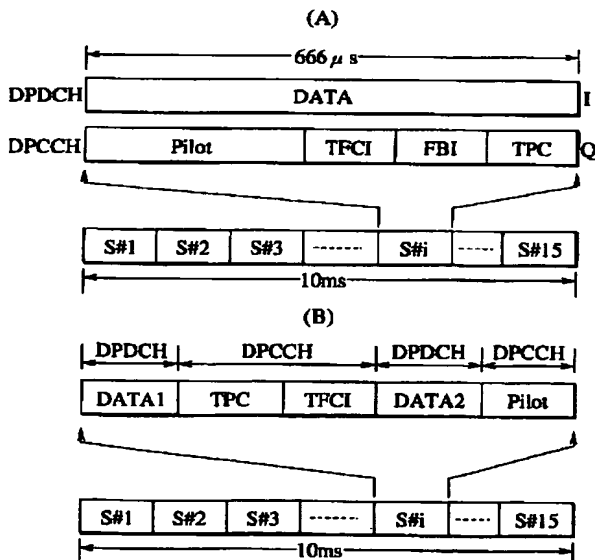 (A)
666 μ s
DPDCH DATA I
DPCCH Pilot TFCI FBI TPC Q
S#1 S#2 S#3 ------ S#i ---- S#15
10ms
(B)
DPDCH DPCCH DPDCH DPCCH
DATA1 TPC TFCI DATA2 Pilot
S#1 S#2 S#3 ------ S#i ---- S#15
10ms